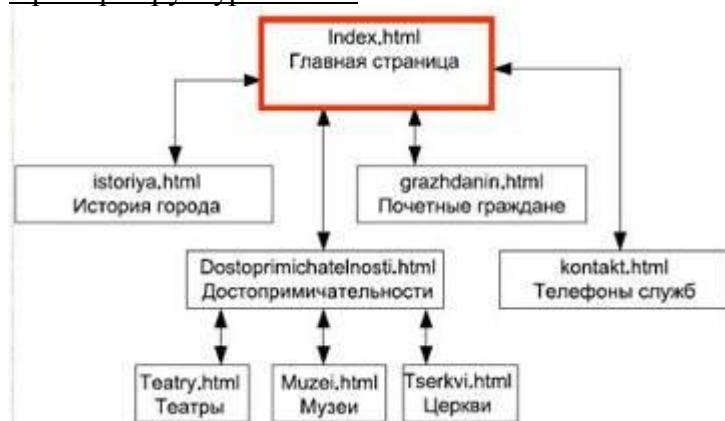 Index.html
Главная страница
istoriya.html
История города
grazhdanin.html
Почетные граждане
Dostoprimichatelnosti.html
Достопримичательности
kontakt.html
Телефоны служб
Teatry.html
Театры
Muzei.html
Музеи
Tserkvi.html
Церкви